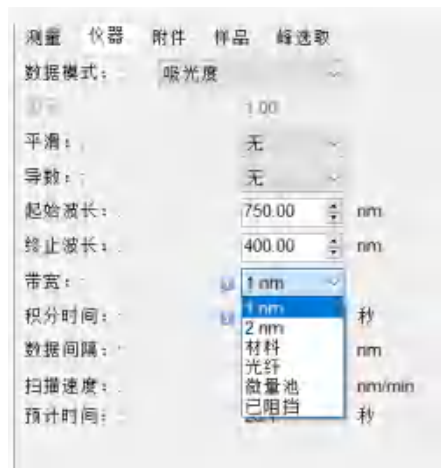 测量 仪器 附件 样品 峰选取
数据模式： 吸光度
1.00
平滑： 无
导数： 无
起始波长： 750.00 nm
终止波长： 400.00 nm
带宽： 1 nm
1 nm
积分时间： 秒
2 nm
数据间隔： 材料 nm
光纤
扫描速度： 微量池 nm/min
已阻挡
预计时间： 秒